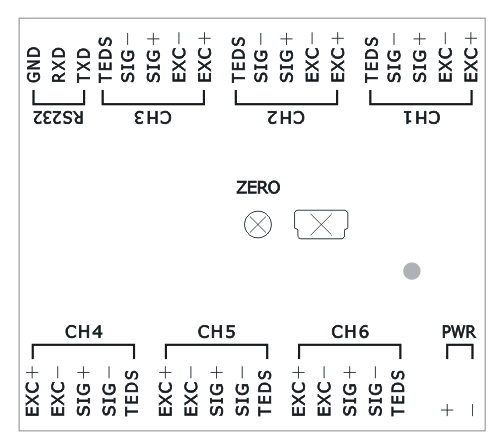 GND RXD TXD TEDS SIG− SIG+ EXC− EXC+ TEDS SIG− SIG+ EXC− EXC+ TEDS SIG− SIG+ EXC− EXC+
RS232 CH3 CH2 CH1
ZERO
CH4 CH5 CH6 PWR
EXC+ EXC− SIG+ SIG− TEDS EXC+ EXC− SIG+ SIG− TEDS EXC+ EXC− SIG+ SIG− TEDS + −